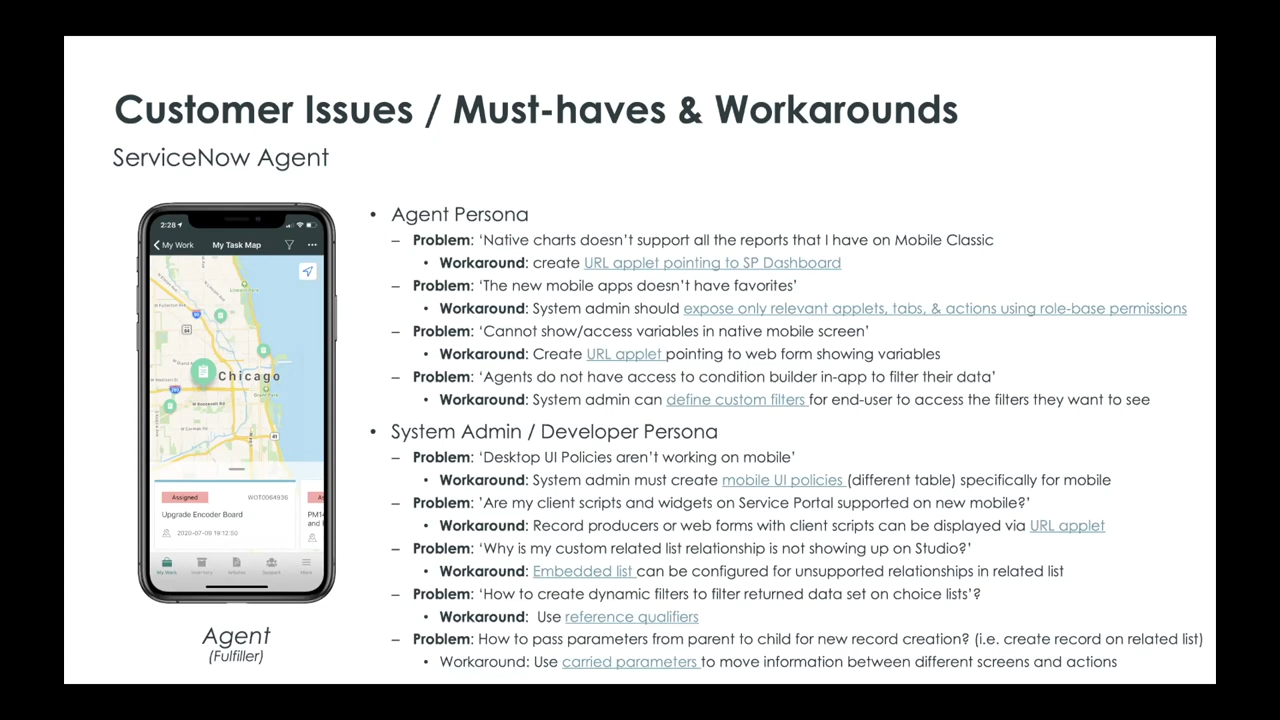 Customer Issues / Must-haves & Workarounds
ServiceNow Agent
2:28
My Work
My Task Map
Chicago
Assigned
WOT0064936
Upgrade Encoder Board
2020-07-09 19:12:50
PM14
and
My Work
Agent
(Fulfiller)
• Agent Persona
– Problem: ‘Native charts doesn’t support all the reports that I have on Mobile Classic
• Workaround: create URL applet pointing to SP Dashboard
– Problem: ‘The new mobile apps doesn’t have favorites’
• Workaround: System admin should expose only relevant applets, tabs, & actions using role-base permissions
– Problem: ‘Cannot show/access variables in native mobile screen’
• Workaround: Create URL applet pointing to web form showing variables
– Problem: ‘Agents do not have access to condition builder in-app to filter their data’
• Workaround: System admin can define custom filters for end-user to access the filters they want to see
• System Admin / Developer Persona
– Problem: ‘Desktop UI Policies aren’t working on mobile’
• Workaround: System admin must create mobile UI policies (different table) specifically for mobile
– Problem: ’Are my client scripts and widgets on Service Portal supported on new mobile?’
• Workaround: Record producers or web forms with client scripts can be displayed via URL applet
– Problem: ‘Why is my custom related list relationship is not showing up on Studio?’
• Workaround: Embedded list can be configured for unsupported relationships in related list
– Problem: ‘How to create dynamic filters to filter returned data set on choice lists’?
• Workaround: Use reference qualifiers
– Problem: How to pass parameters from parent to child for new record creation? (i.e. create record on related list)
• Workaround: Use carried parameters to move information between different screens and actions